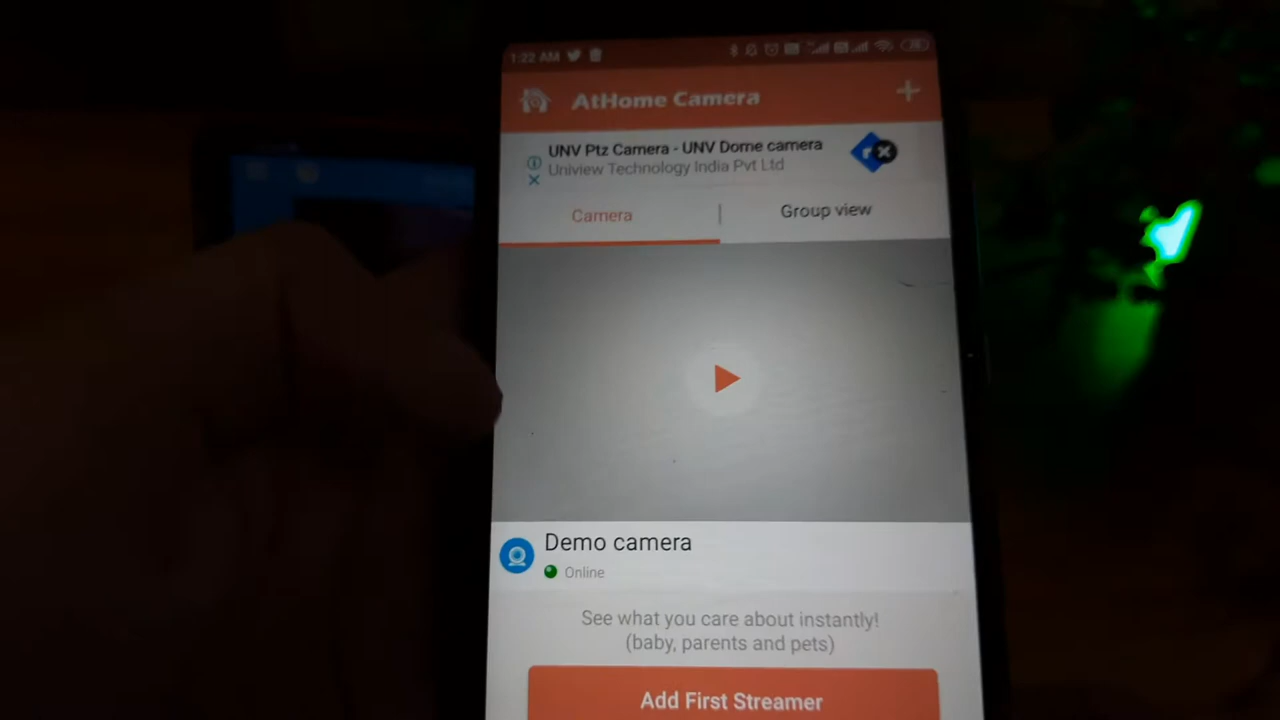 1:22 AM
AtHome Camera
UNV Ptz Camera - UNV Dome camera
Uniview Technology India Pvt Ltd
Camera
Group view
Demo camera
Online
See what you care about instantly!
(baby, parents and pets)
Add First Streamer